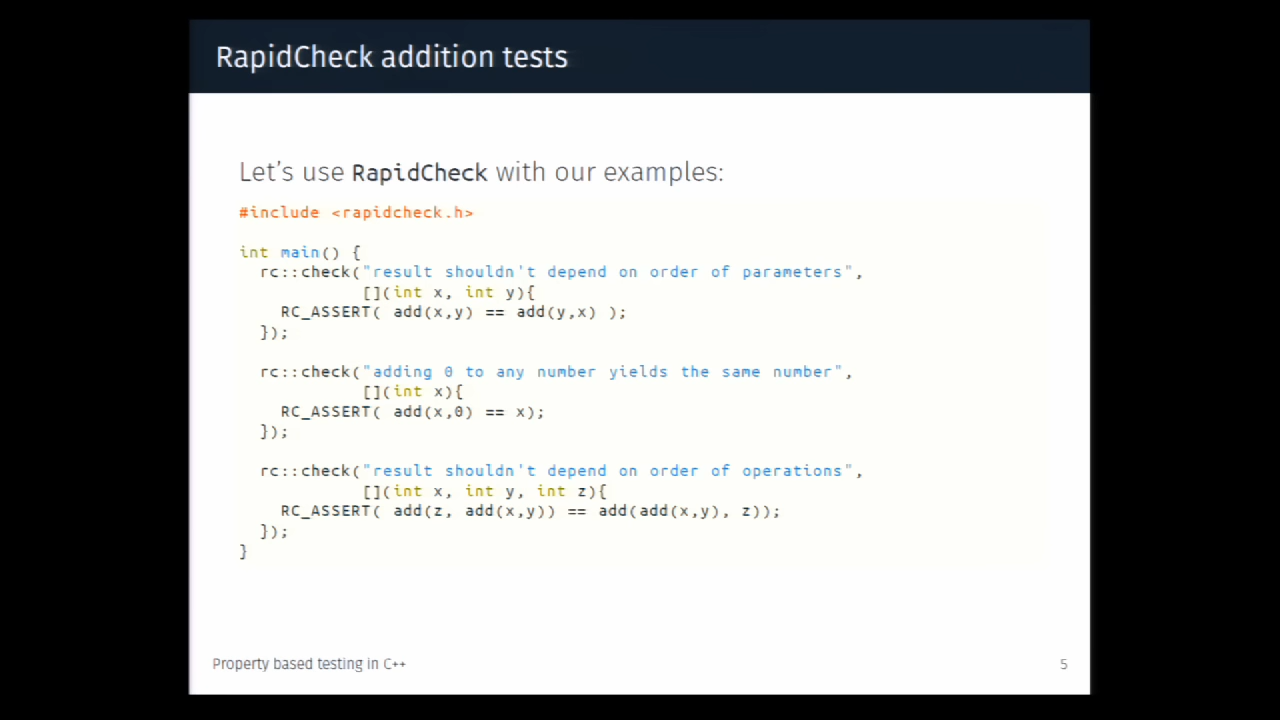 RapidCheck addition tests
Let's use RapidCheck with our examples:
#include <rapidcheck.h>
int main() {
  rc::check("result shouldn't depend on order of parameters",
            [](int x, int y){
    RC_ASSERT( add(x,y) == add(y,x) );
  });
  rc::check("adding 0 to any number yields the same number",
            [](int x){
    RC_ASSERT( add(x,0) == x);
  });
  rc::check("result shouldn't depend on order of operations",
            [](int x, int y, int z){
    RC_ASSERT( add(z, add(x,y)) == add(add(x,y), z));
  });
}
Property based testing in C++
5